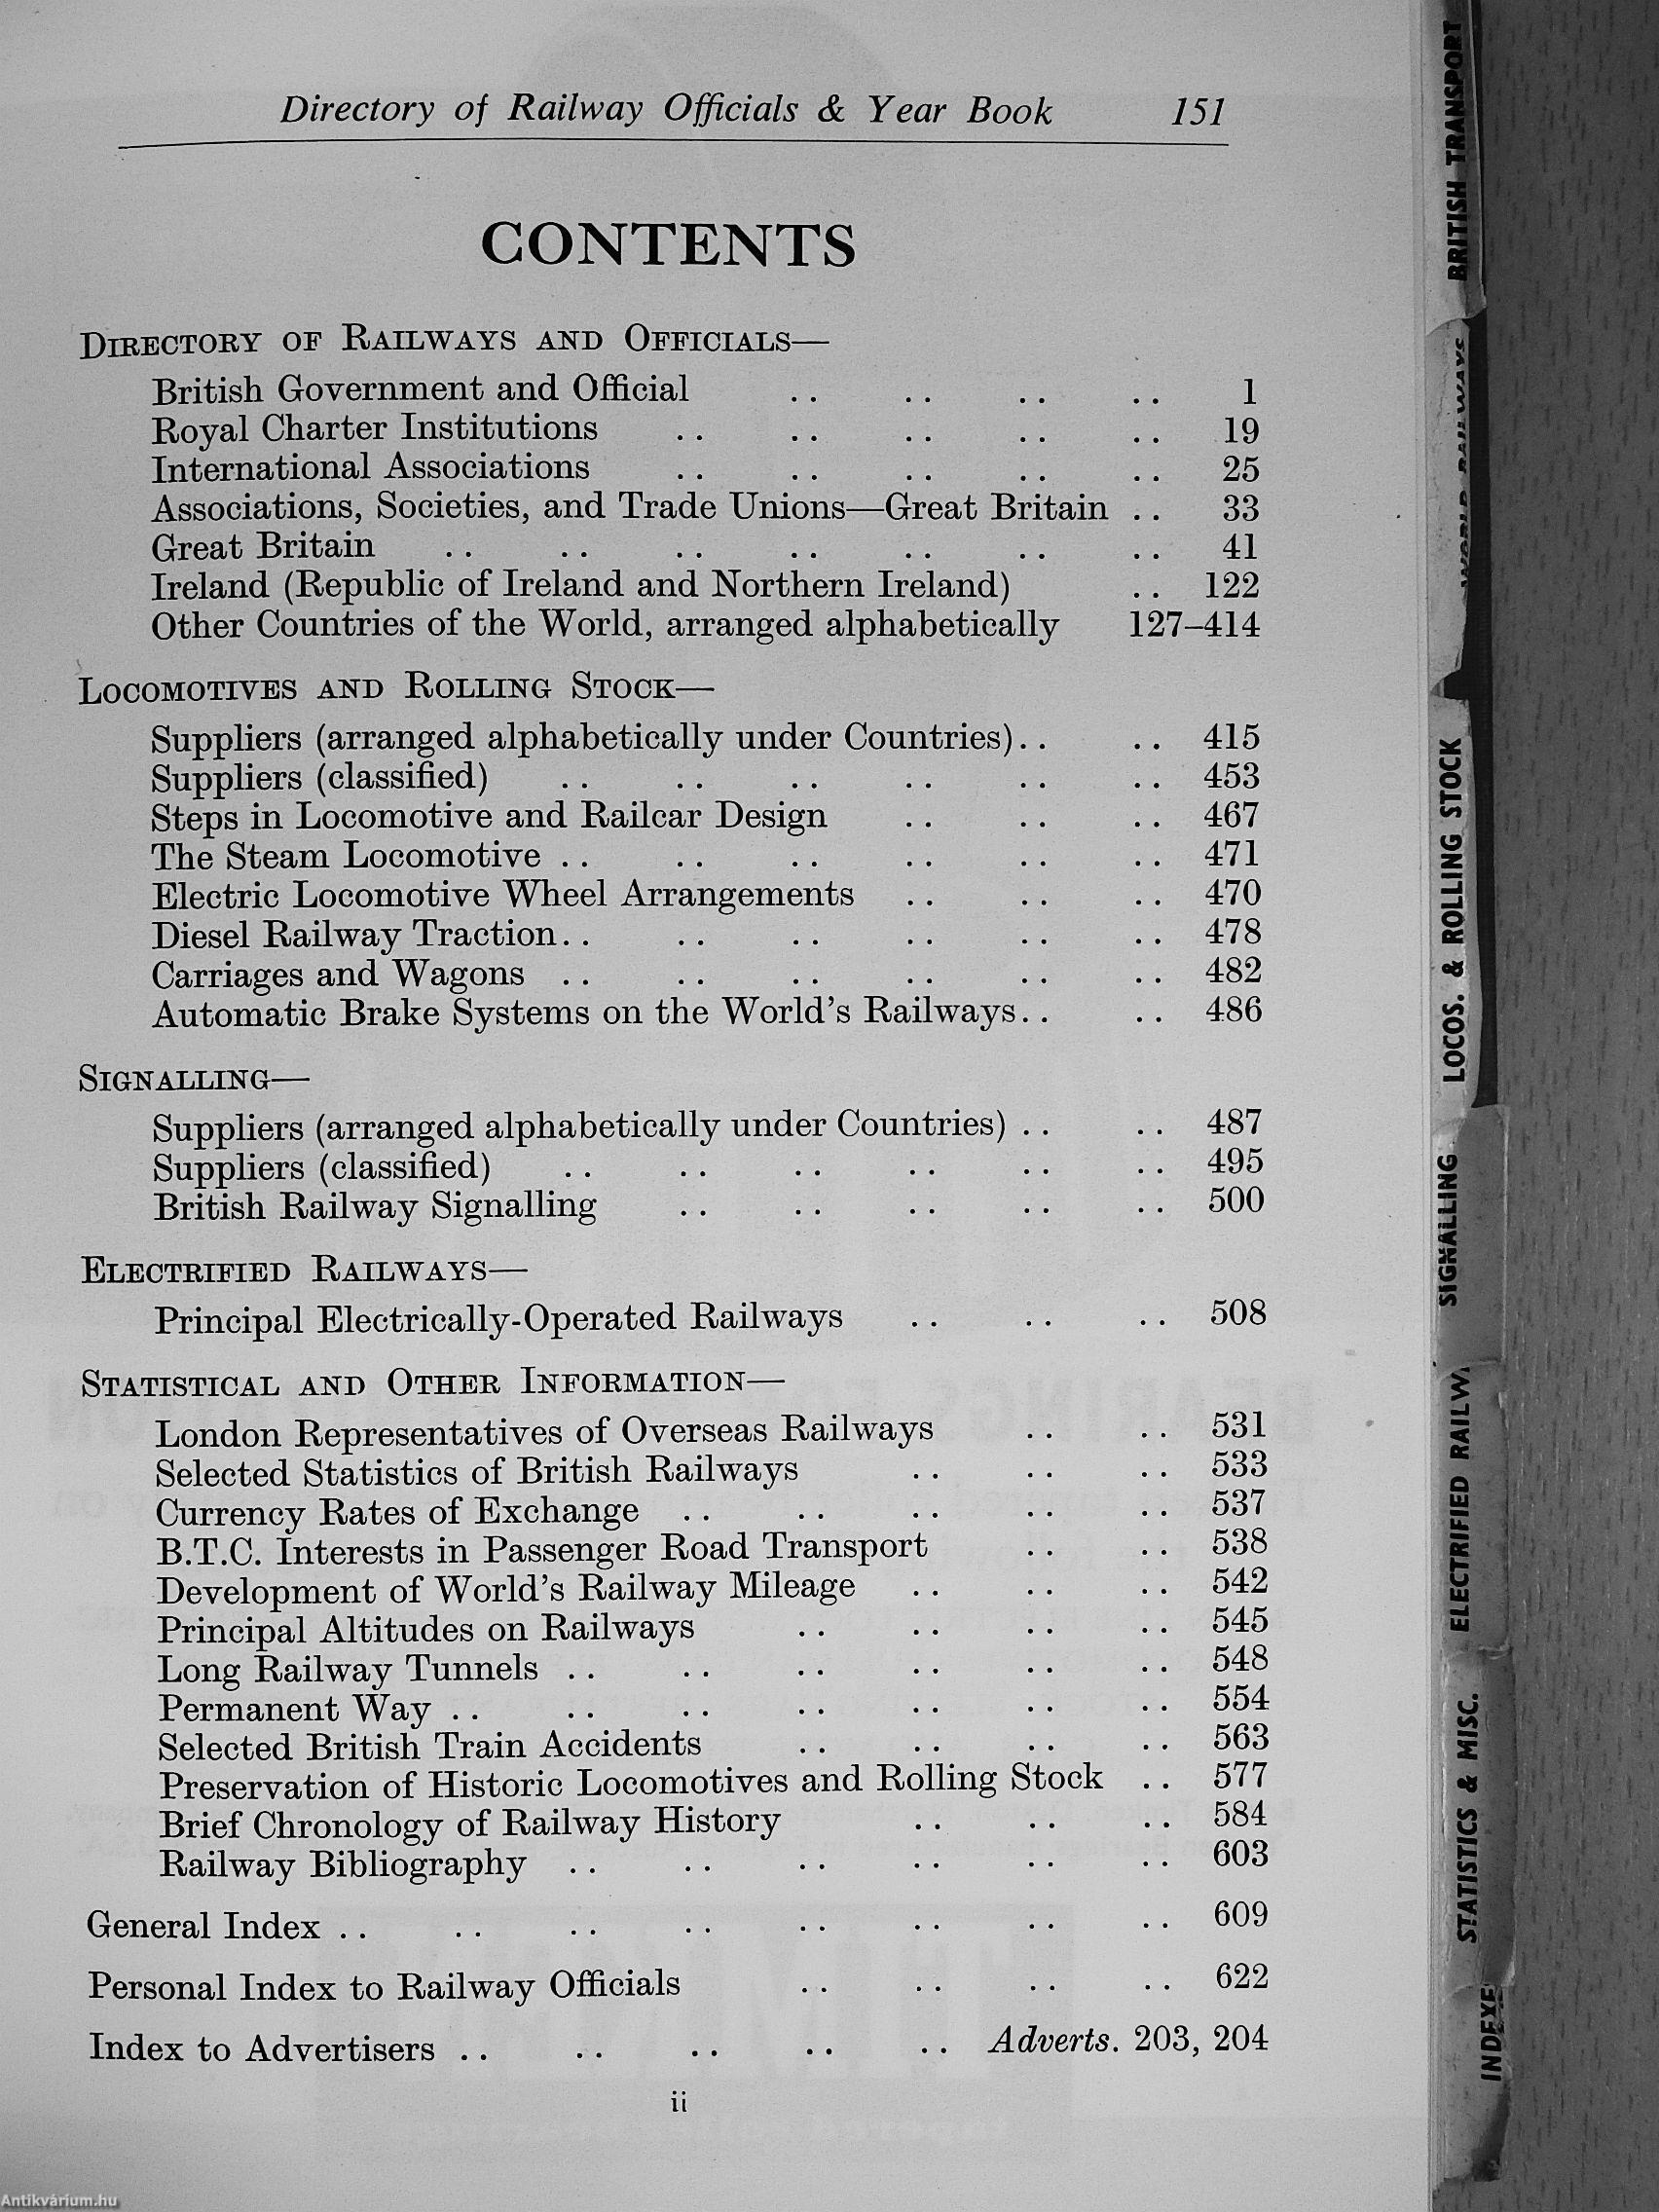 Directory of Railway Officials & Year Book 151
CONTENTS
DIRECTORY OF RAILWAYS AND OFFICIALS—
British Government and Official .. .. .. .. 1
Royal Charter Institutions .. .. .. .. .. 19
International Associations .. .. .. .. .. 25
Associations, Societies, and Trade Unions—Great Britain .. 33
Great Britain .. .. .. .. .. .. .. 41
Ireland (Republic of Ireland and Northern Ireland) .. 122
Other Countries of the World, arranged alphabetically 127–414
LOCOMOTIVES AND ROLLING STOCK—
Suppliers (arranged alphabetically under Countries) .. .. 415
Suppliers (classified) .. .. .. .. .. .. 453
Steps in Locomotive and Railcar Design .. .. .. 467
The Steam Locomotive .. .. .. .. .. .. 471
Electric Locomotive Wheel Arrangements .. .. .. 470
Diesel Railway Traction .. .. .. .. .. .. 478
Carriages and Wagons .. .. .. .. .. .. 482
Automatic Brake Systems on the World's Railways .. .. 486
SIGNALLING—
Suppliers (arranged alphabetically under Countries) .. .. 487
Suppliers (classified) .. .. .. .. .. .. 495
British Railway Signalling .. .. .. .. .. 500
ELECTRIFIED RAILWAYS—
Principal Electrically-Operated Railways .. .. .. 508
STATISTICAL AND OTHER INFORMATION—
London Representatives of Overseas Railways .. .. 531
Selected Statistics of British Railways .. .. .. 533
Currency Rates of Exchange .. .. .. .. .. 537
B.T.C. Interests in Passenger Road Transport .. .. 538
Development of World's Railway Mileage .. .. .. 542
Principal Altitudes on Railways .. .. .. .. 545
Long Railway Tunnels .. .. .. .. .. .. 548
Permanent Way .. .. .. .. .. .. .. 554
Selected British Train Accidents .. .. .. .. 563
Preservation of Historic Locomotives and Rolling Stock .. 577
Brief Chronology of Railway History .. .. .. 584
Railway Bibliography .. .. .. .. .. .. 603
General Index .. .. .. .. .. .. .. .. 609
Personal Index to Railway Officials .. .. .. .. 622
Index to Advertisers .. .. .. .. .. Adverts. 203, 204
ii
BRITISH TRANSPORT
WORLD RAILWAYS
LOCOS. & ROLLING STOCK
SIGNALLING
ELECTRIFIED RAILW
STATISTICS & MISC.
INDEXE
Antikvárium.hu